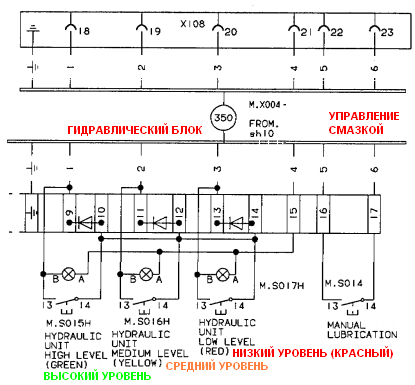 X108
18 19 20 21 22 23
1 2 3 4 5 6
350
M.X004-
FROM.
sh10
ГИДРАВЛИЧЕСКИЙ БЛОК
УПРАВЛЕНИЕ
СМАЗКОЙ
1 2 3 4 5 6
9 10 11 12 13 14 15 16 17
B A B A B A
13 14 13 14 13 14 13 14
M.S015H
HYDRAULIC
UNIT
HIGH LEVEL
(GREEN)
ВЫСОКИЙ УРОВЕНЬ
M.S016H
HYDRAULIC
UNIT
MEDIUM LEVEL
(YELLOW)
СРЕДНИЙ УРОВЕНЬ
M.S017H
HYDRAULIC
UNIT
LOW LEVEL
(RED)
НИЗКИЙ УРОВЕНЬ (КРАСНЫЙ)
M.S014
MANUAL
LUBRICATION